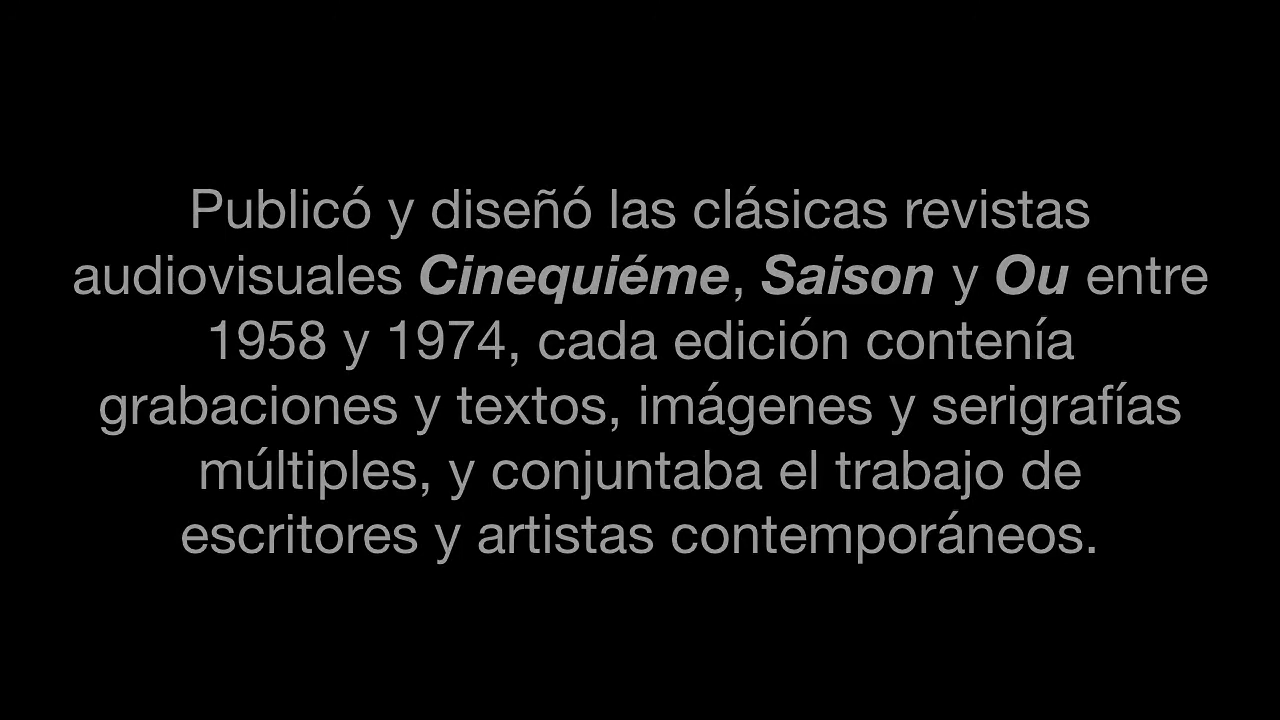 Publicó y diseñó las clásicas revistas
audiovisuales Cinequiéme, Saison y Ou entre
1958 y 1974, cada edición contenía
grabaciones y textos, imágenes y serigrafías
múltiples, y conjuntaba el trabajo de
escritores y artistas contemporáneos.